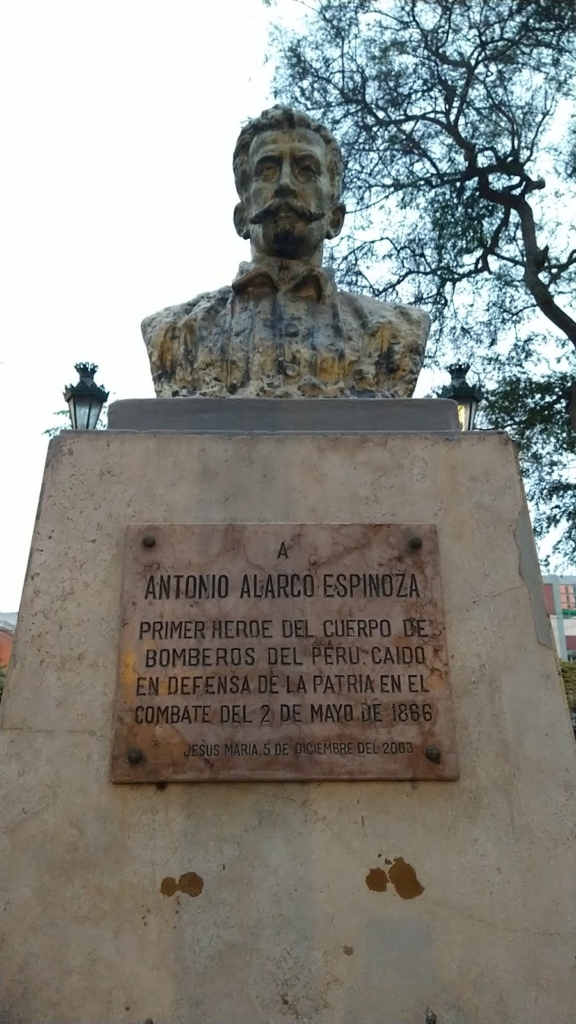 A
ANTONIO ALARCO ESPINOZA
PRIMER HEROE DEL CUERPO DE
BOMBEROS DEL PERU. CAIDO
EN DEFENSA DE LA PATRIA EN EL
COMBATE DEL 2 DE MAYO DE 1866
JESUS MARIA, 5 DE DICIEMBRE DEL 2003